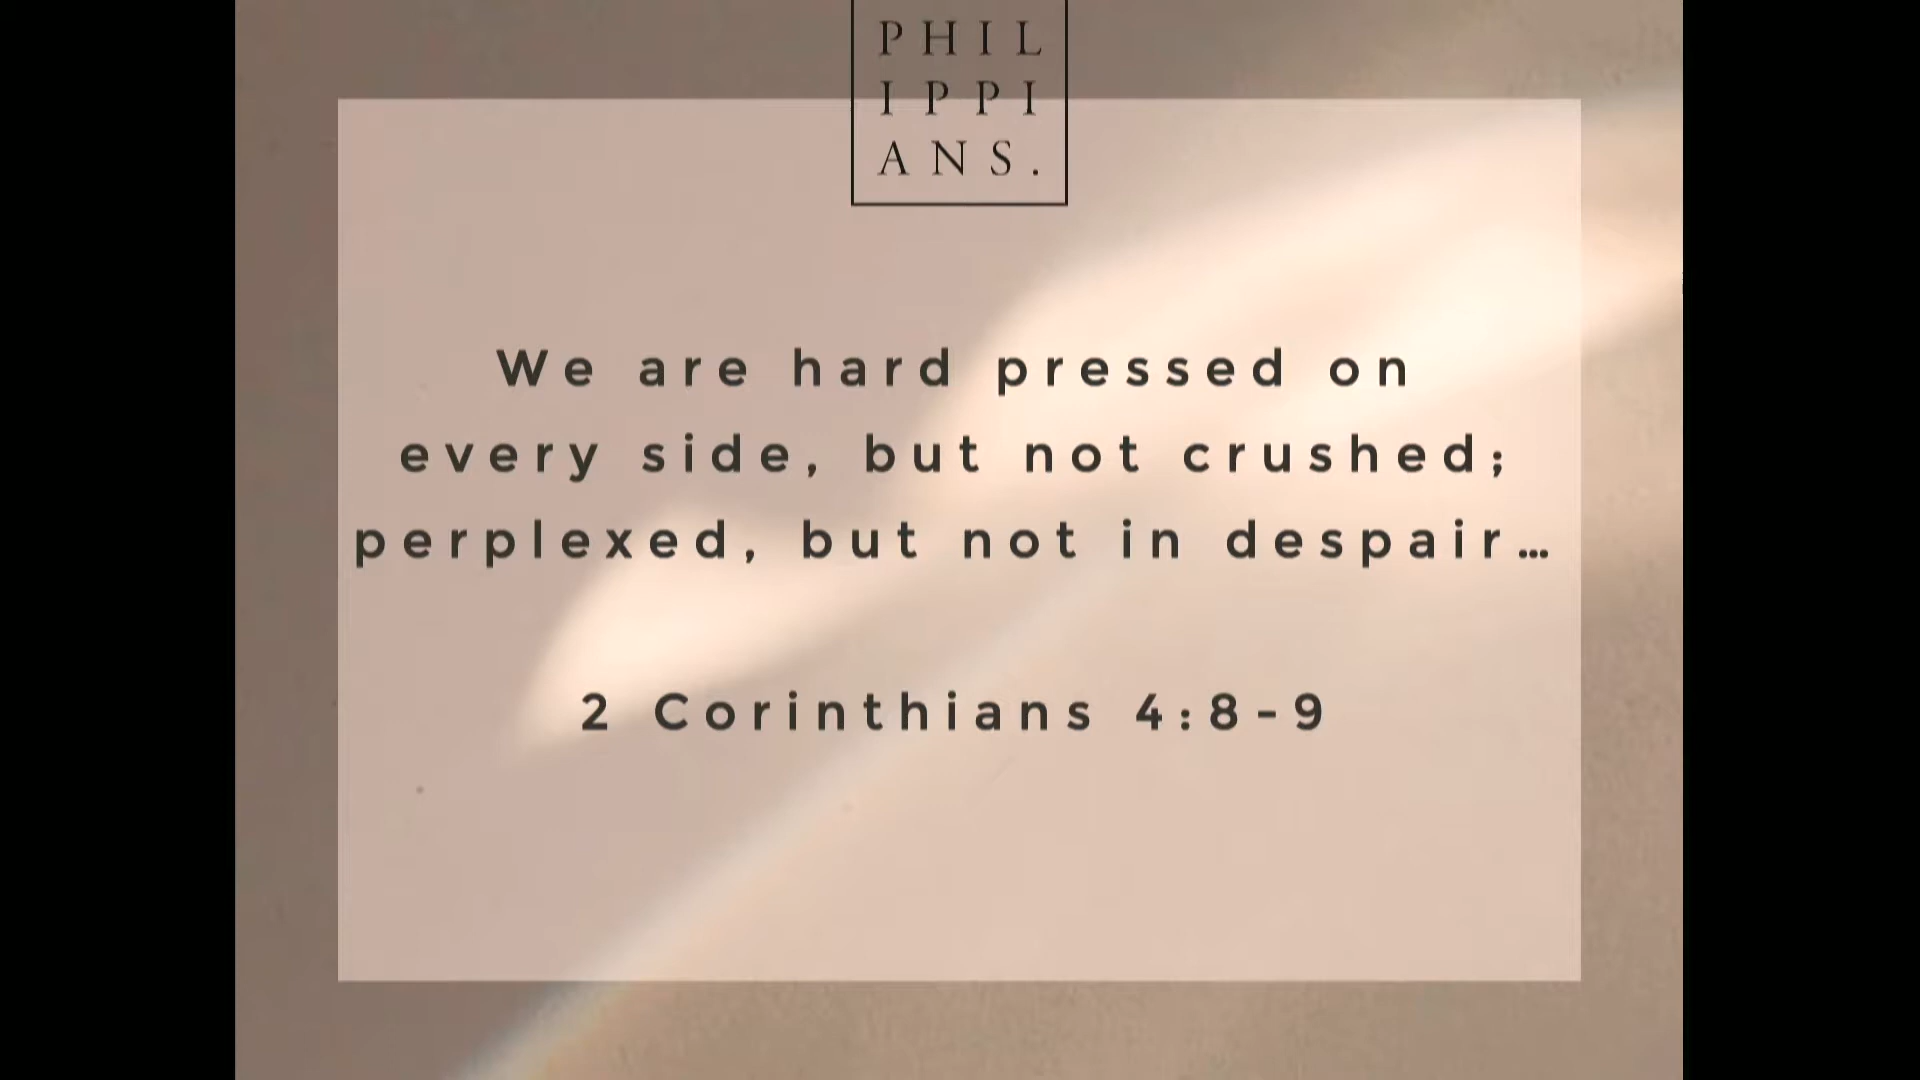 PHIL
IPPI
ANS.
We are hard pressed on
every side, but not crushed;
perplexed, but not in despair…
2 Corinthians 4:8-9